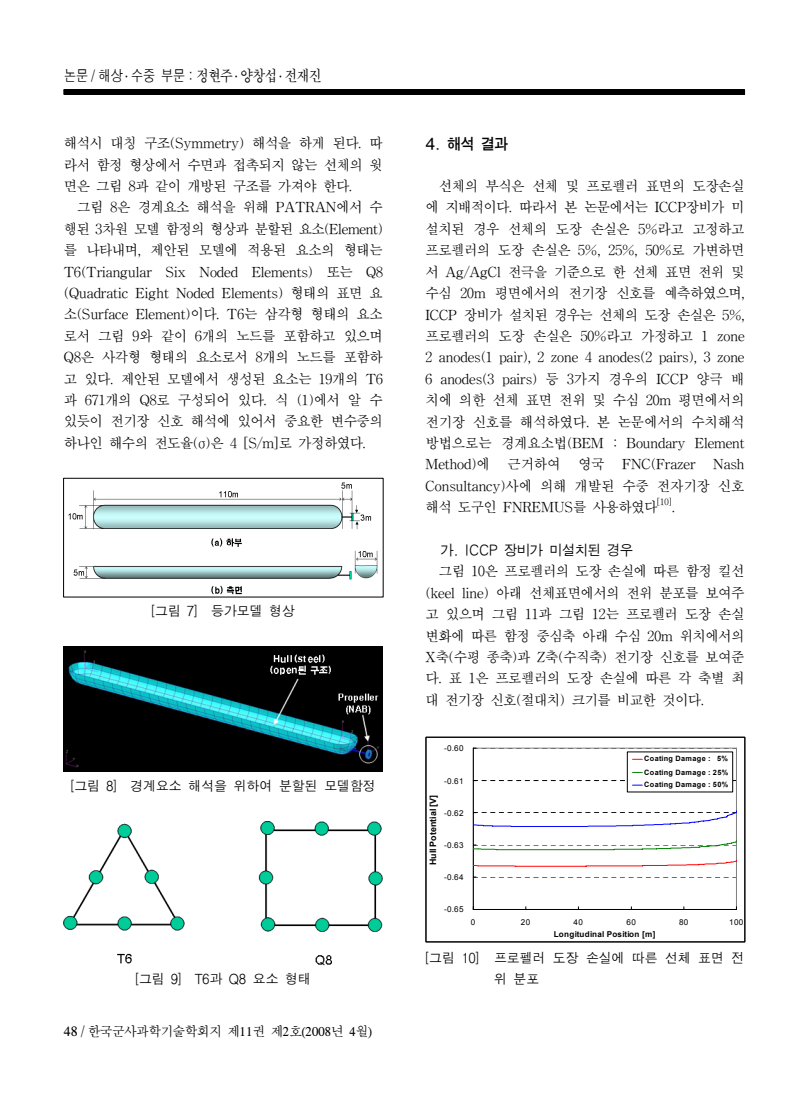 논문 / 해상·수중 부문 : 정현주·양창섭·전재진
해석시 대칭 구조(Symmetry) 해석을 하게 된다. 따
라서 함정 형상에서 수면과 접촉되지 않는 선체의 윗
면은 그림 8과 같이 개방된 구조를 가져야 한다.
그림 8은 경계요소 해석을 위해 PATRAN에서 수
행된 3차원 모델 함정의 형상과 분할된 요소(Element)
를 나타내며, 제안된 모델에 적용된 요소의 형태는
T6(Triangular Six Noded Elements) 또는 Q8
(Quadratic Eight Noded Elements) 형태의 표면 요
소(Surface Element)이다. T6는 삼각형 형태의 요소
로서 그림 9와 같이 6개의 노드를 포함하고 있으며
Q8은 사각형 형태의 요소로서 8개의 노드를 포함하
고 있다. 제안된 모델에서 생성된 요소는 19개의 T6
과 671개의 Q8로 구성되어 있다. 식 (1)에서 알 수
있듯이 전기장 신호 해석에 있어서 중요한 변수중의
하나인 해수의 전도율(σ)은 4 [S/m]로 가정하였다.
110m
5m
10m
3m
(a) 하부
10m
5m
(b) 측면
[그림 7] 등가모델 형상
Hull(steel)
(open된 구조)
Propeller
(NAB)
[그림 8] 경계요소 해석을 위하여 분할된 모델함정
T6
Q8
[그림 9] T6과 Q8 요소 형태
4. 해석 결과
선체의 부식은 선체 및 프로펠러 표면의 도장손실
에 지배적이다. 따라서 본 논문에서는 ICCP장비가 미
설치된 경우 선체의 도장 손실은 5%라고 고정하고
프로펠러의 도장 손실은 5%, 25%, 50%로 가변하면
서 Ag/AgCl 전극을 기준으로 한 선체 표면 전위 및
수심 20m 평면에서의 전기장 신호를 예측하였으며,
ICCP 장비가 설치된 경우는 선체의 도장 손실은 5%,
프로펠러의 도장 손실은 50%라고 가정하고 1 zone
2 anodes(1 pair), 2 zone 4 anodes(2 pairs), 3 zone
6 anodes(3 pairs) 등 3가지 경우의 ICCP 양극 배
치에 의한 선체 표면 전위 및 수심 20m 평면에서의
전기장 신호를 해석하였다. 본 논문에서의 수치해석
방법으로는 경계요소법(BEM : Boundary Element
Method)에 근거하여 영국 FNC(Frazer Nash
Consultancy)사에 의해 개발된 수중 전자기장 신호
해석 도구인 FNREMUS를 사용하였다[10].
가. ICCP 장비가 미설치된 경우
그림 10은 프로펠러의 도장 손실에 따른 함정 킬선
(keel line) 아래 선체표면에서의 전위 분포를 보여주
고 있으며 그림 11과 그림 12는 프로펠러 도장 손실
변화에 따른 함정 중심축 아래 수심 20m 위치에서의
X축(수평 종축)과 Z축(수직축) 전기장 신호를 보여준
다. 표 1은 프로펠러의 도장 손실에 따른 각 축별 최
대 전기장 신호(절대치) 크기를 비교한 것이다.
-0.60
-0.61
-0.62
-0.63
-0.64
-0.65
Hull Potential [V]
Coating Damage : 5%
Coating Damage : 25%
Coating Damage : 50%
0 20 40 60 80 100
Longitudinal Position [m]
[그림 10] 프로펠러 도장 손실에 따른 선체 표면 전
위 분포
48 / 한국군사과학기술학회지 제11권 제2호(2008년 4월)